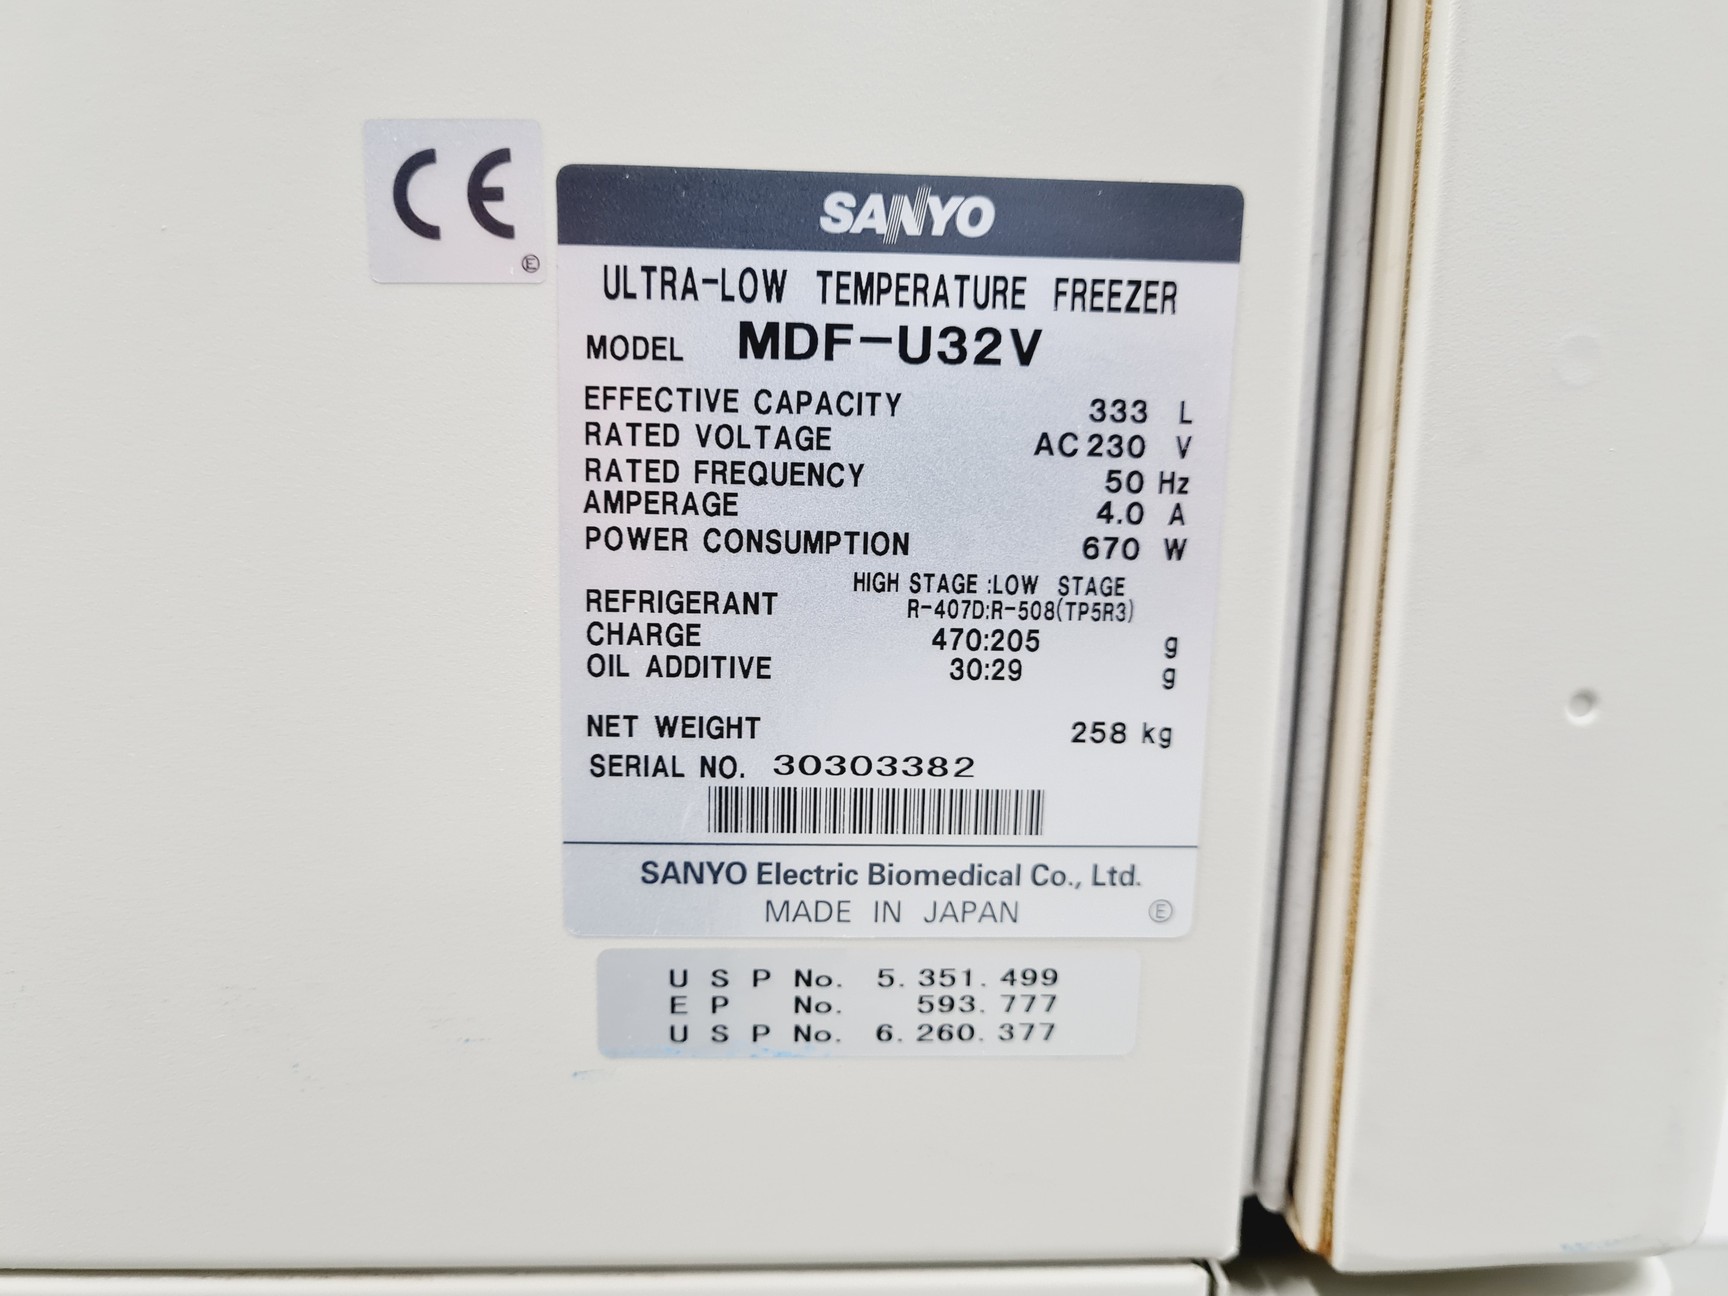 CE
E
SANYO
ULTRA-LOW TEMPERATURE FREEZER
MODEL MDF-U32V
EFFECTIVE CAPACITY 333 L
RATED VOLTAGE AC 230 V
RATED FREQUENCY 50 Hz
AMPERAGE 4.0 A
POWER CONSUMPTION 670 W
HIGH STAGE :LOW STAGE
REFRIGERANT R-407D:R-508(TP5R3)
CHARGE 470:205 g
OIL ADDITIVE 30:29 g
NET WEIGHT 258 kg
SERIAL NO. 30303382
SANYO Electric Biomedical Co., Ltd.
MADE IN JAPAN Ⓔ
U S P No. 5. 351. 499
E P No. 593. 777
U S P No. 6. 260. 377